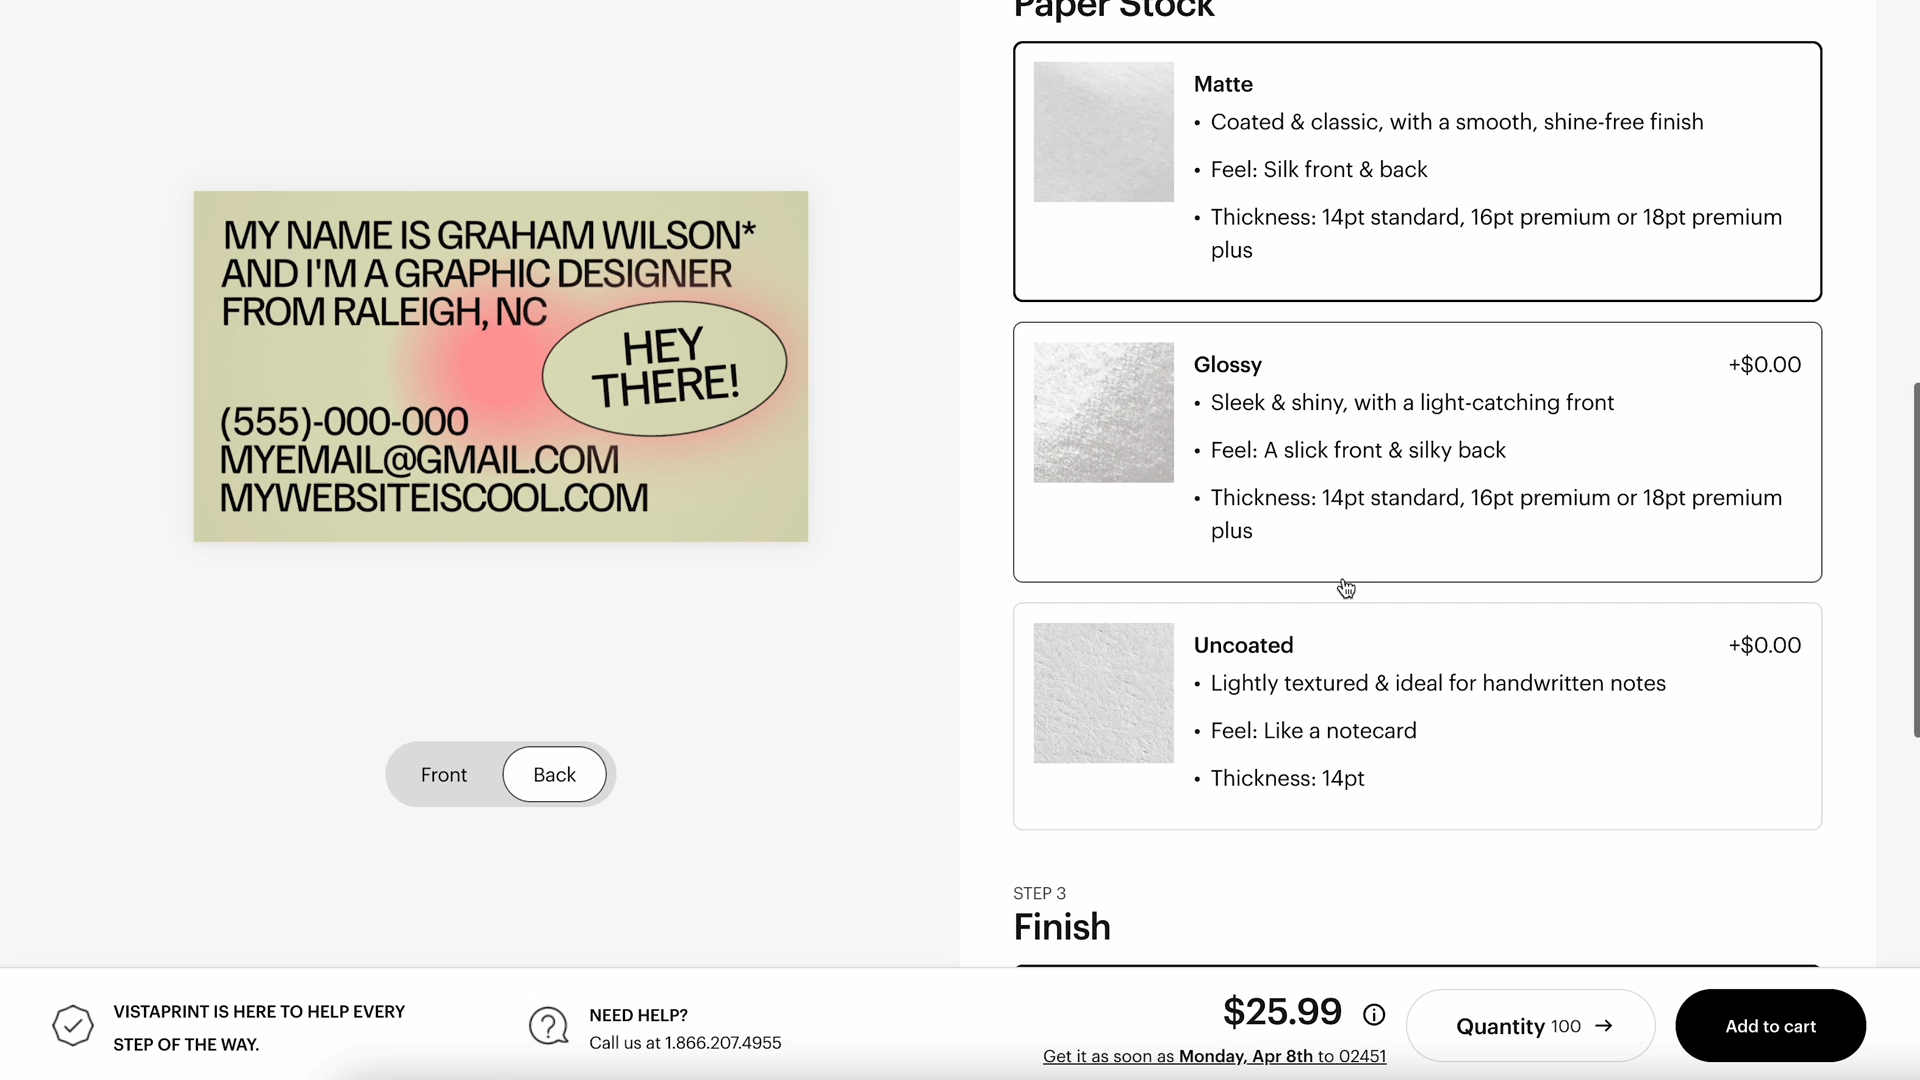 Paper Stock
MY NAME IS GRAHAM WILSON*
AND I'M A GRAPHIC DESIGNER
FROM RALEIGH, NC
HEY
THERE!
(555)-000-000
MYEMAIL@GMAIL.COM
MYWEBSITEISCOOL.COM
Front
Back
Matte
• Coated & classic, with a smooth, shine-free finish
• Feel: Silk front & back
• Thickness: 14pt standard, 16pt premium or 18pt premium
plus
Glossy +$0.00
• Sleek & shiny, with a light-catching front
• Feel: A slick front & silky back
• Thickness: 14pt standard, 16pt premium or 18pt premium
plus
Uncoated +$0.00
• Lightly textured & ideal for handwritten notes
• Feel: Like a notecard
• Thickness: 14pt
STEP 3
Finish
VISTAPRINT IS HERE TO HELP EVERY
STEP OF THE WAY.
NEED HELP?
Call us at 1.866.207.4955
$25.99
Get it as soon as Monday, Apr 8th to 02451
Quantity 100 →
Add to cart